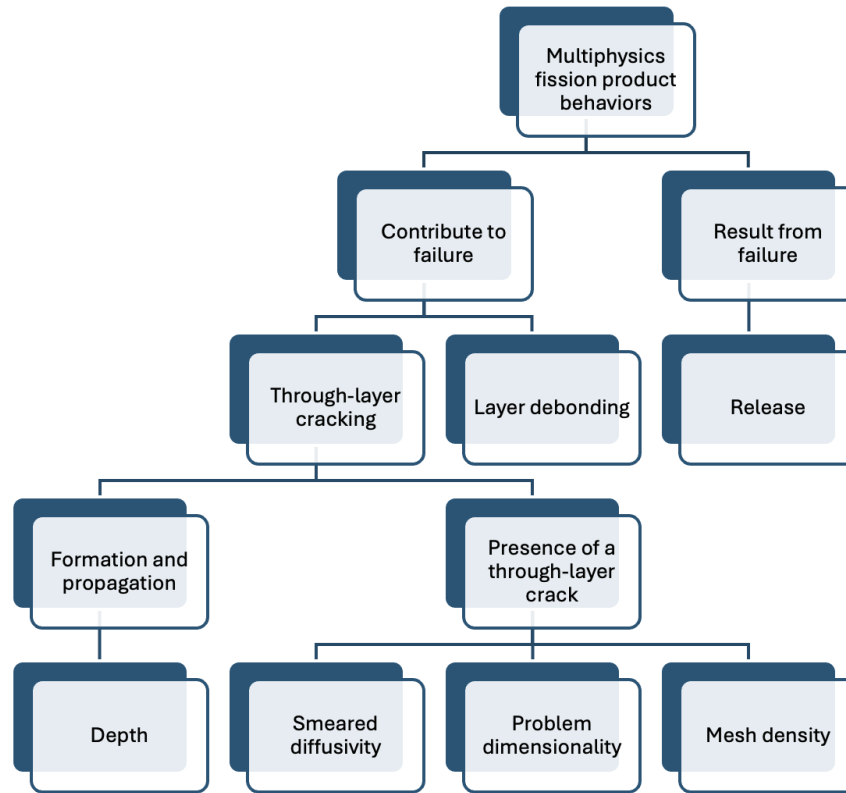 Multiphysics
fission product
behaviors
Contribute to
failure
Result from
failure
Through-layer
cracking
Layer debonding
Release
Formation and
propagation
Presence of a
through-layer
crack
Depth
Smeared
diffusivity
Problem
dimensionality
Mesh density